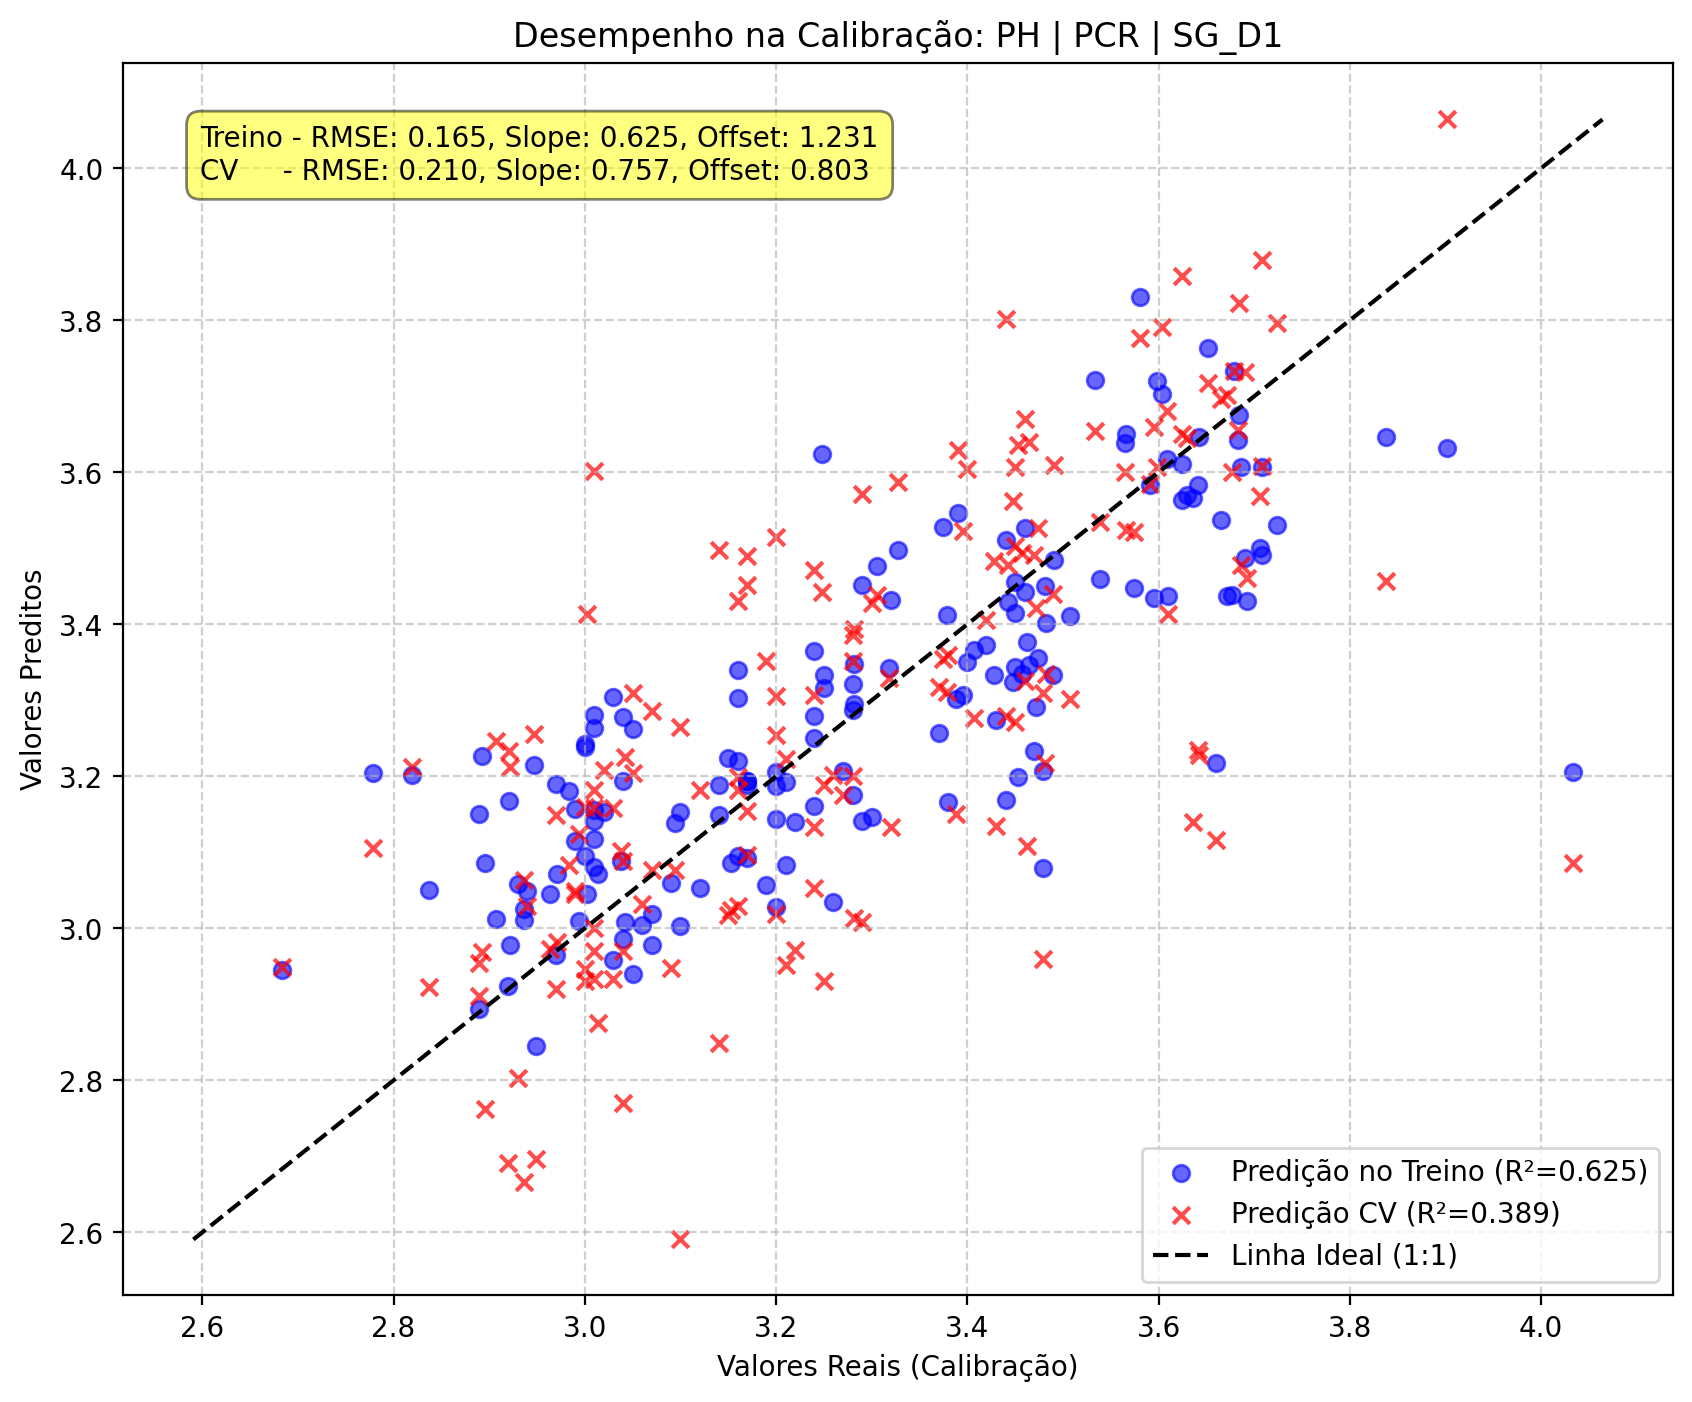 Desempenho na Calibração: PH | PCR | SG_D1
Treino - RMSE: 0.165, Slope: 0.625, Offset: 1.231
CV - RMSE: 0.210, Slope: 0.757, Offset: 0.803
Valores Preditos
4.0
3.8
3.6
3.4
3.2
3.0
2.8
2.6
Predição no Treino (R²=0.625)
Predição CV (R²=0.389)
Linha Ideal (1:1)
2.6 2.8 3.0 3.2 3.4 3.6 3.8 4.0
Valores Reais (Calibração)